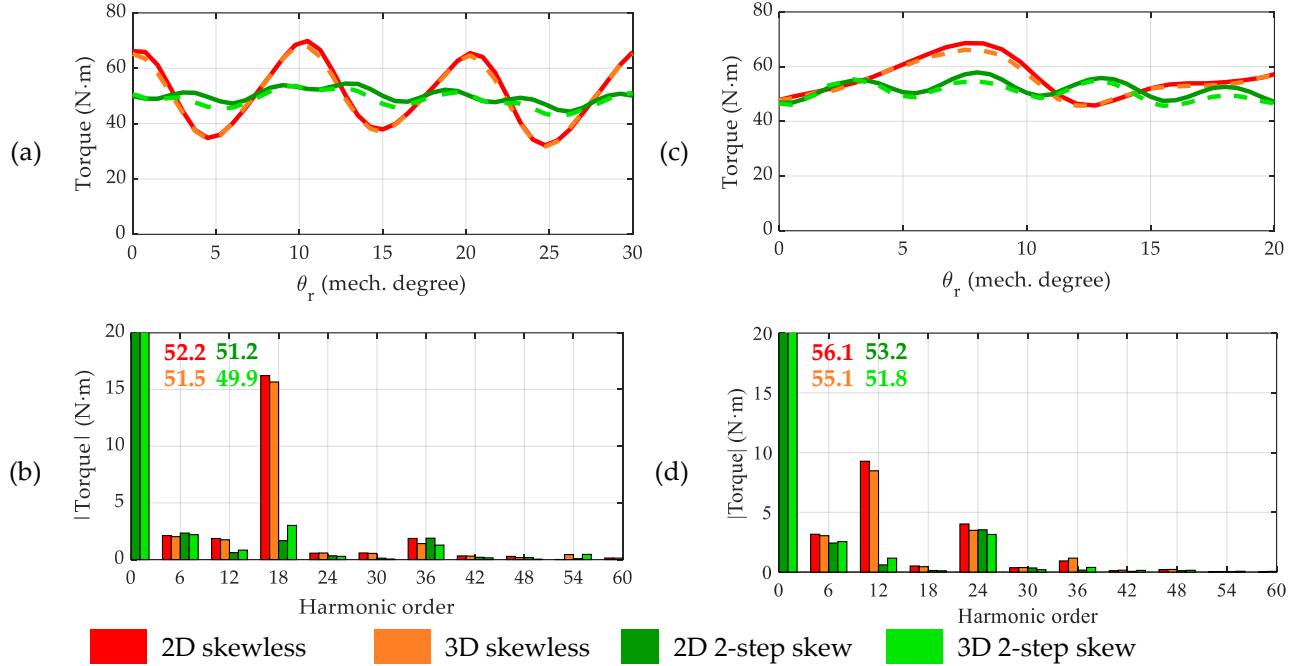 (a)
Torque (N·m)
80
60
40
20
0
0 5 10 15 20 25 30
θr (mech. degree)
(c)
Torque (N·m)
80
60
40
20
0
0 5 10 15 20
θr (mech. degree)
(b)
|Torque| (N·m)
20
15
10
5
0
52.2 51.2
51.5 49.9
0 6 12 18 24 30 36 42 48 54 60
Harmonic order
(d)
|Torque| (N·m)
20
15
10
5
0
56.1 53.2
55.1 51.8
0 6 12 18 24 30 36 42 48 54 60
Harmonic order
2D skewless 3D skewless 2D 2-step skew 3D 2-step skew